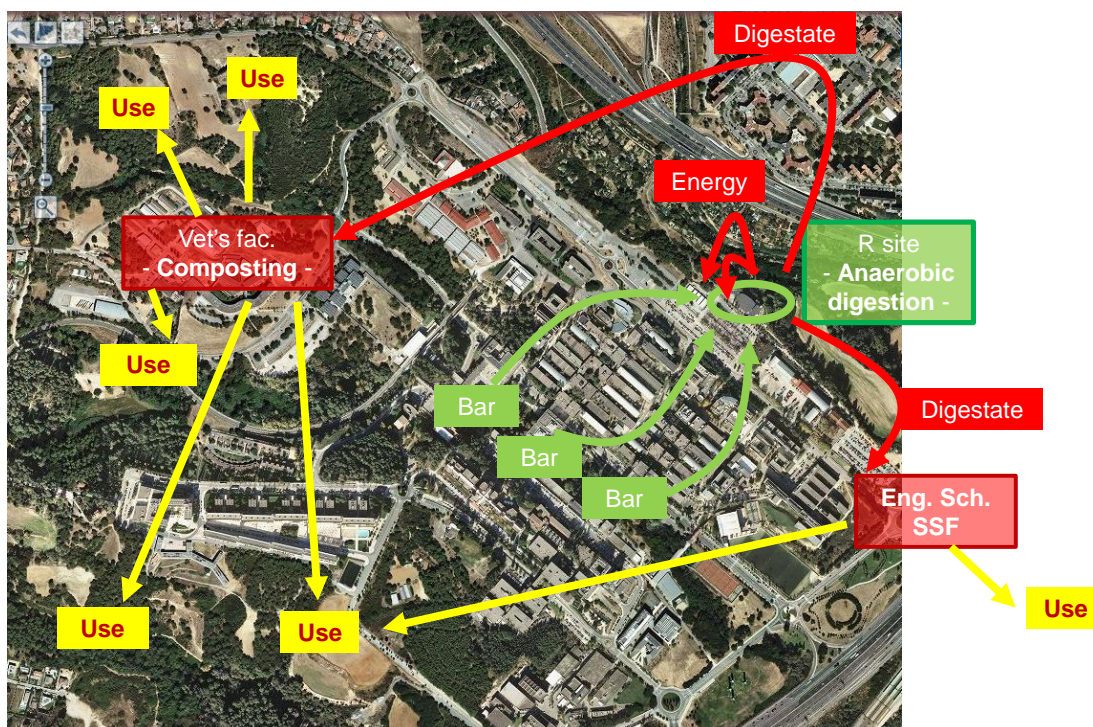 Digestate
Use
Use
Energy
Vet's fac.
- Composting -
R site
- Anaerobic
digestion -
Use
Bar
Digestate
Bar
Bar
Eng. Sch.
SSF
Use
Use
Use